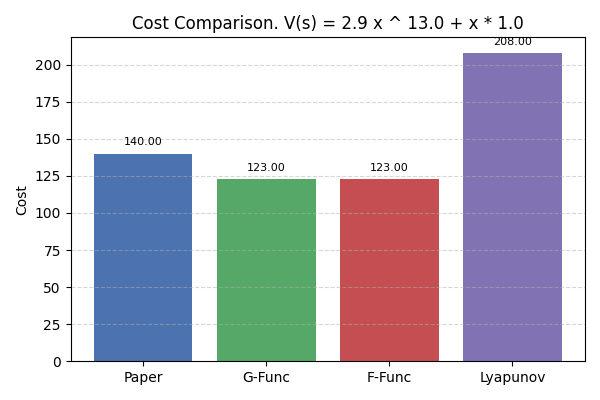 Cost Comparison. V(s) = 2.9 x ^ 13.0 + x * 1.0
208.00
200
175
150
140.00
125
123.00
123.00
100
75
50
25
0
Cost
Paper
G-Func
F-Func
Lyapunov